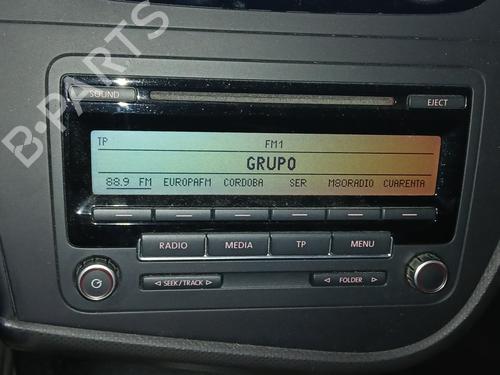 B-PARTS
SOUND
EJECT
TP FM1
GRUPO
88.9 FM EUROPAFM CORDOBA SER M80RADIO CUARENTA
RADIO MEDIA TP MENU
◁ SEEK/TRACK ▷ ◁ FOLDER ▷
B-PARTS